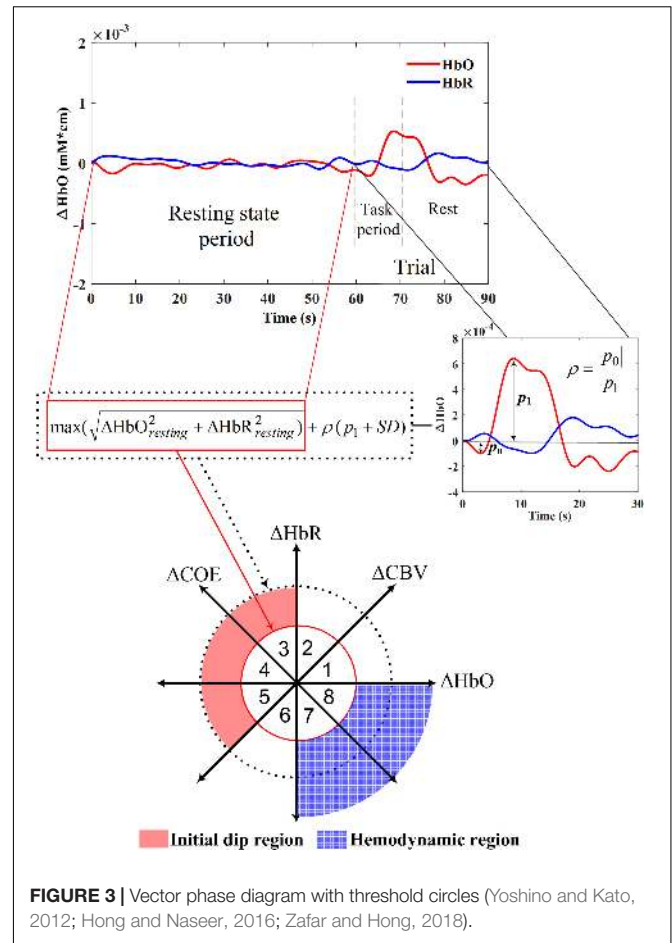 ×10⁻³
2
1
0
-1
-2
ΔHbO (mM*cm)
HbO
HbR
Resting state
period
Task
period
Rest
Trial
0 10 20 30 40 50 60 70 80 90
Time (s)
×10⁻⁴
8
6
4
2
0
-2
-4
ΔHbO
ρ = p₀| / p₁
p₁
p₀
0 10 20 30
Time (s)
max(√ΔHbO²resting + ΔHbR²resting) + ρ(p₁ + SD)
ΔHbR
ΔCOE
ΔCBV
ΔHbO
3 2
4 1
5 8
6 7
Initial dip region Hemodynamic region
FIGURE 3 | Vector phase diagram with threshold circles (Yoshino and Kato,
2012; Hong and Naseer, 2016; Zafar and Hong, 2018).